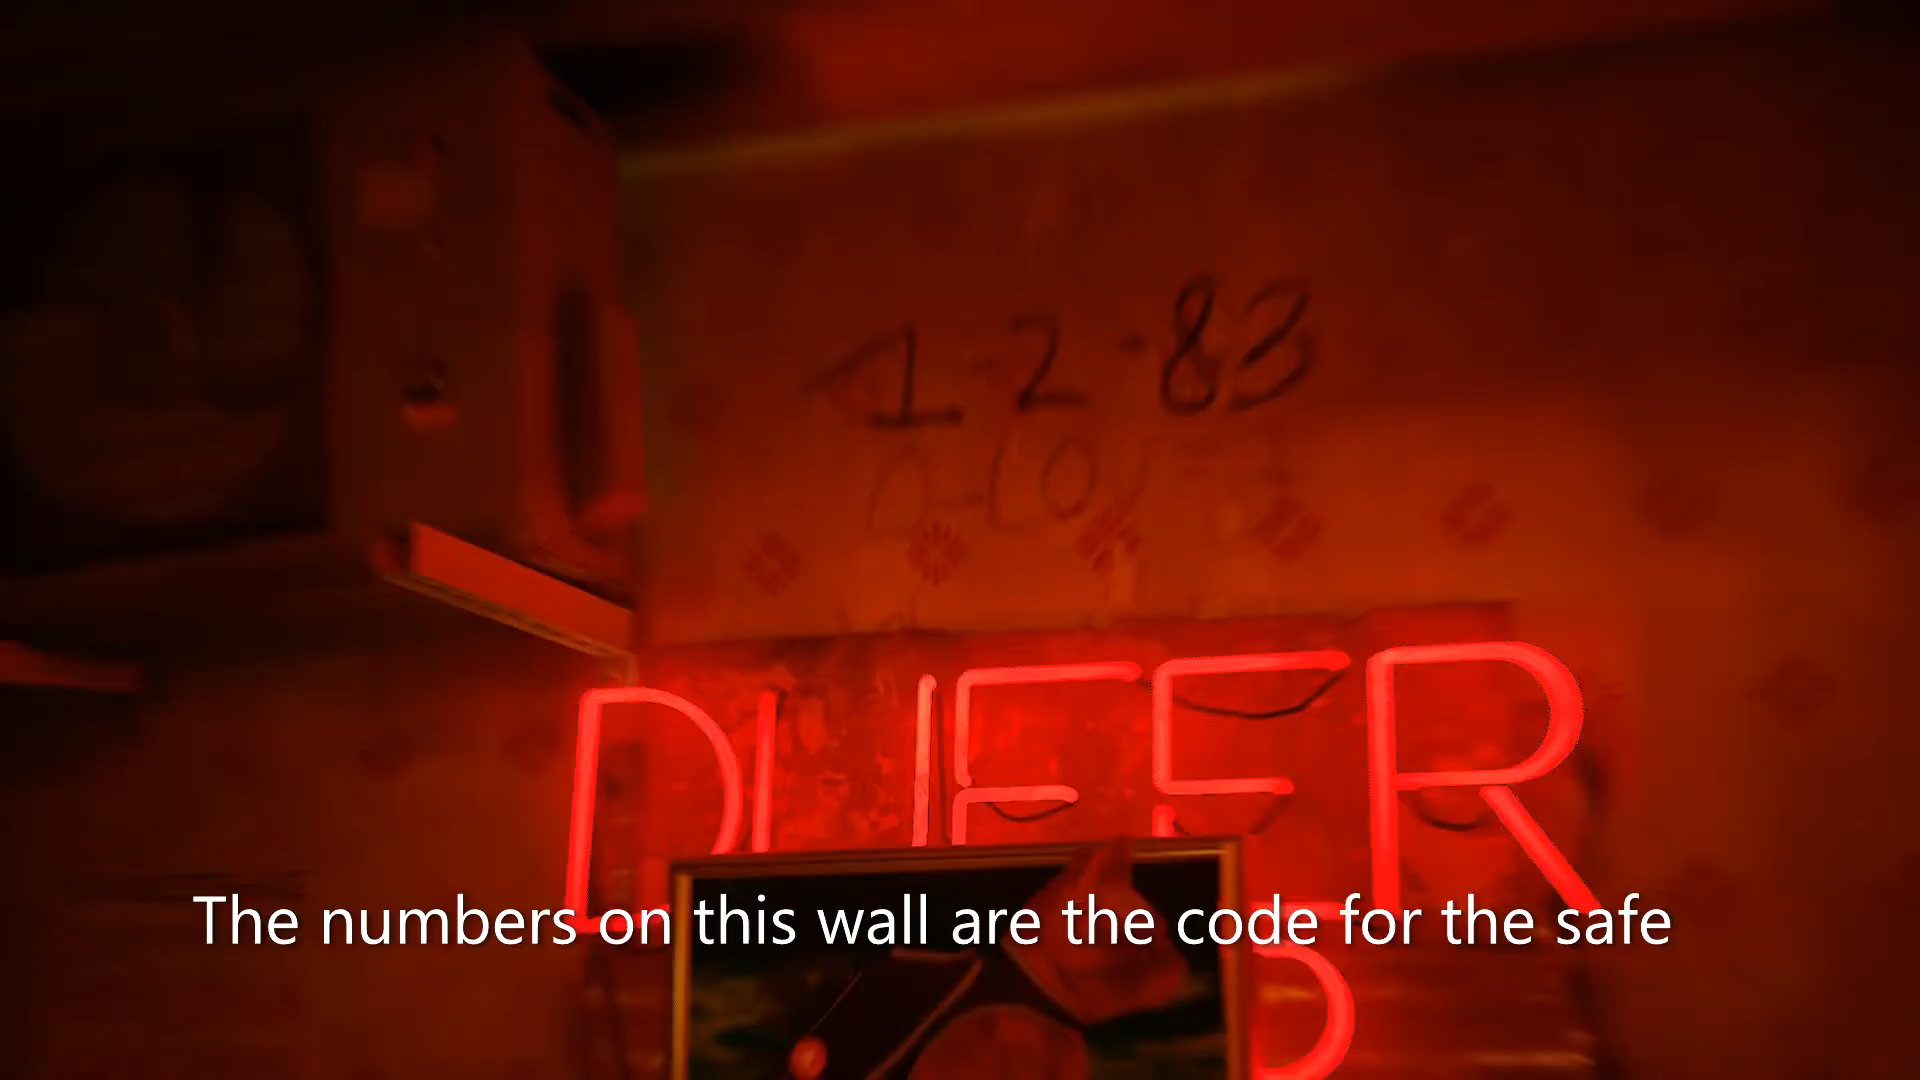 1·2·83
DUFFER
The numbers on this wall are the code for the safe